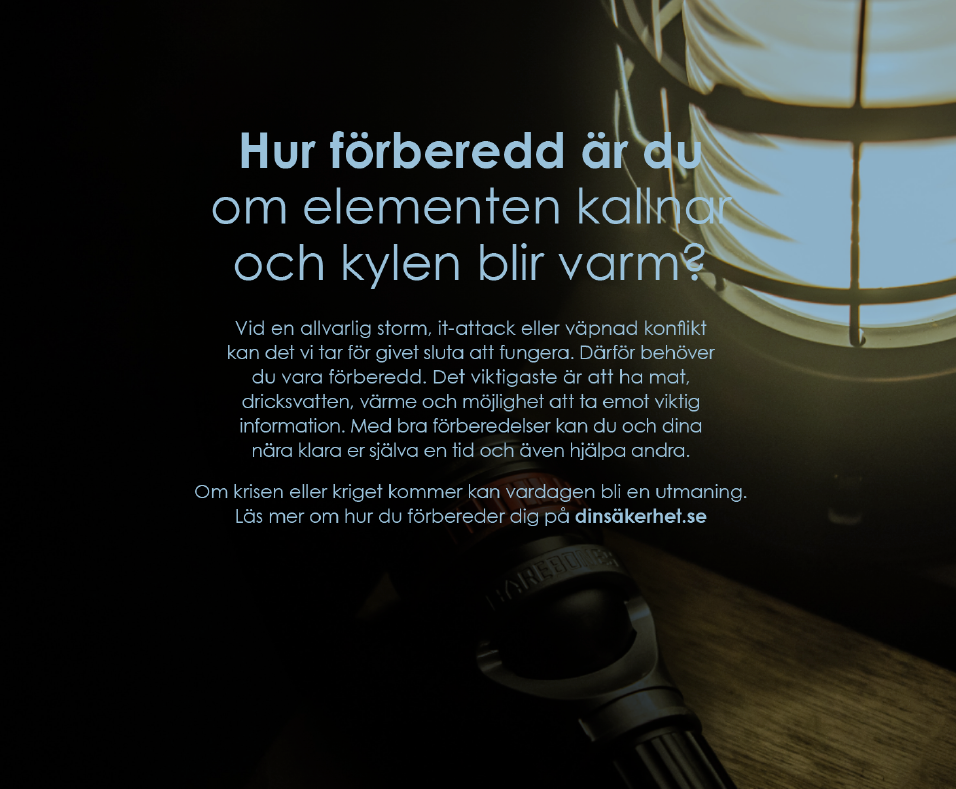 Hur förberedd är du
om elementen kallnar
och kylen blir varm?
Vid en allvarlig storm, it-attack eller väpnad konflikt
kan det vi tar för givet sluta att fungera. Därför behöver
du vara förberedd. Det viktigaste är att ha mat,
dricksvatten, värme och möjlighet att ta emot viktig
information. Med bra förberedelser kan du och dina
nära klara er själva en tid och även hjälpa andra.
Om krisen eller kriget kommer kan vardagen bli en utmaning.
Läs mer om hur du förbereder dig på dinsäkerhet.se